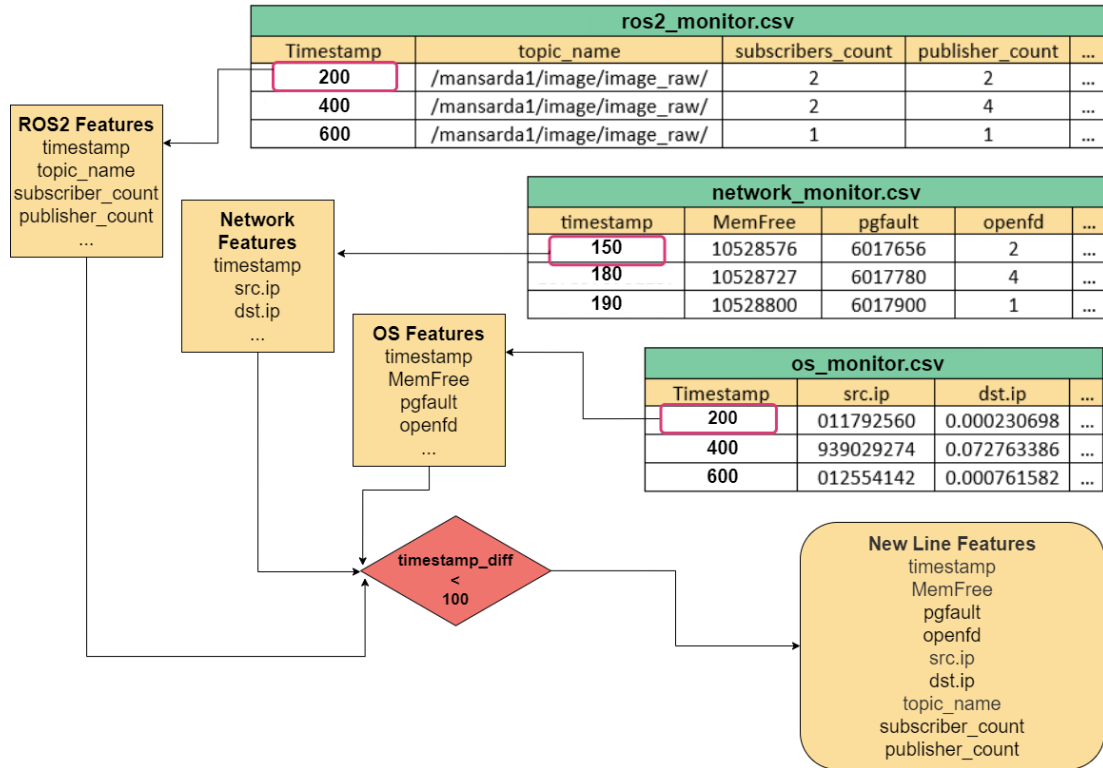 ros2_monitor.csv
Timestamp topic_name subscribers_count publisher_count ...
200 /mansarda1/image/image_raw/ 2 2 ...
400 /mansarda1/image/image_raw/ 2 4 ...
600 /mansarda1/image/image_raw/ 1 1 ...
ROS2 Features
timestamp
topic_name
subscriber_count
publisher_count
...
network_monitor.csv
timestamp MemFree pgfault openfd ...
150 10528576 6017656 2 ...
180 10528727 6017780 4 ...
190 10528800 6017900 1 ...
Network
Features
timestamp
src.ip
dst.ip
...
OS Features
timestamp
MemFree
pgfault
openfd
...
os_monitor.csv
Timestamp src.ip dst.ip ...
200 011792560 0.000230698 ...
400 939029274 0.072763386 ...
600 012554142 0.000761582 ...
timestamp_diff
<
100
New Line Features
timestamp
MemFree
pgfault
openfd
src.ip
dst.ip
topic_name
subscriber_count
publisher_count